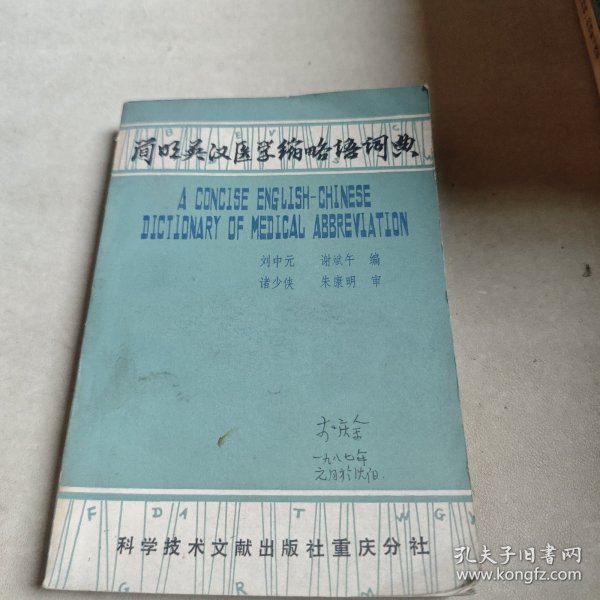 B B V C
简明英汉医学缩略语词典
A CONCISE ENGLISH-CHINESE
DICTIONARY OF MEDICAL ABBREVIATION
刘中元 谢斌午 编
诸少侠 朱康明 审
一九八七年
F D A T W G Y
科学技术文献出版社重庆分社
G R M
孔夫子旧书网
www.kongfz.com